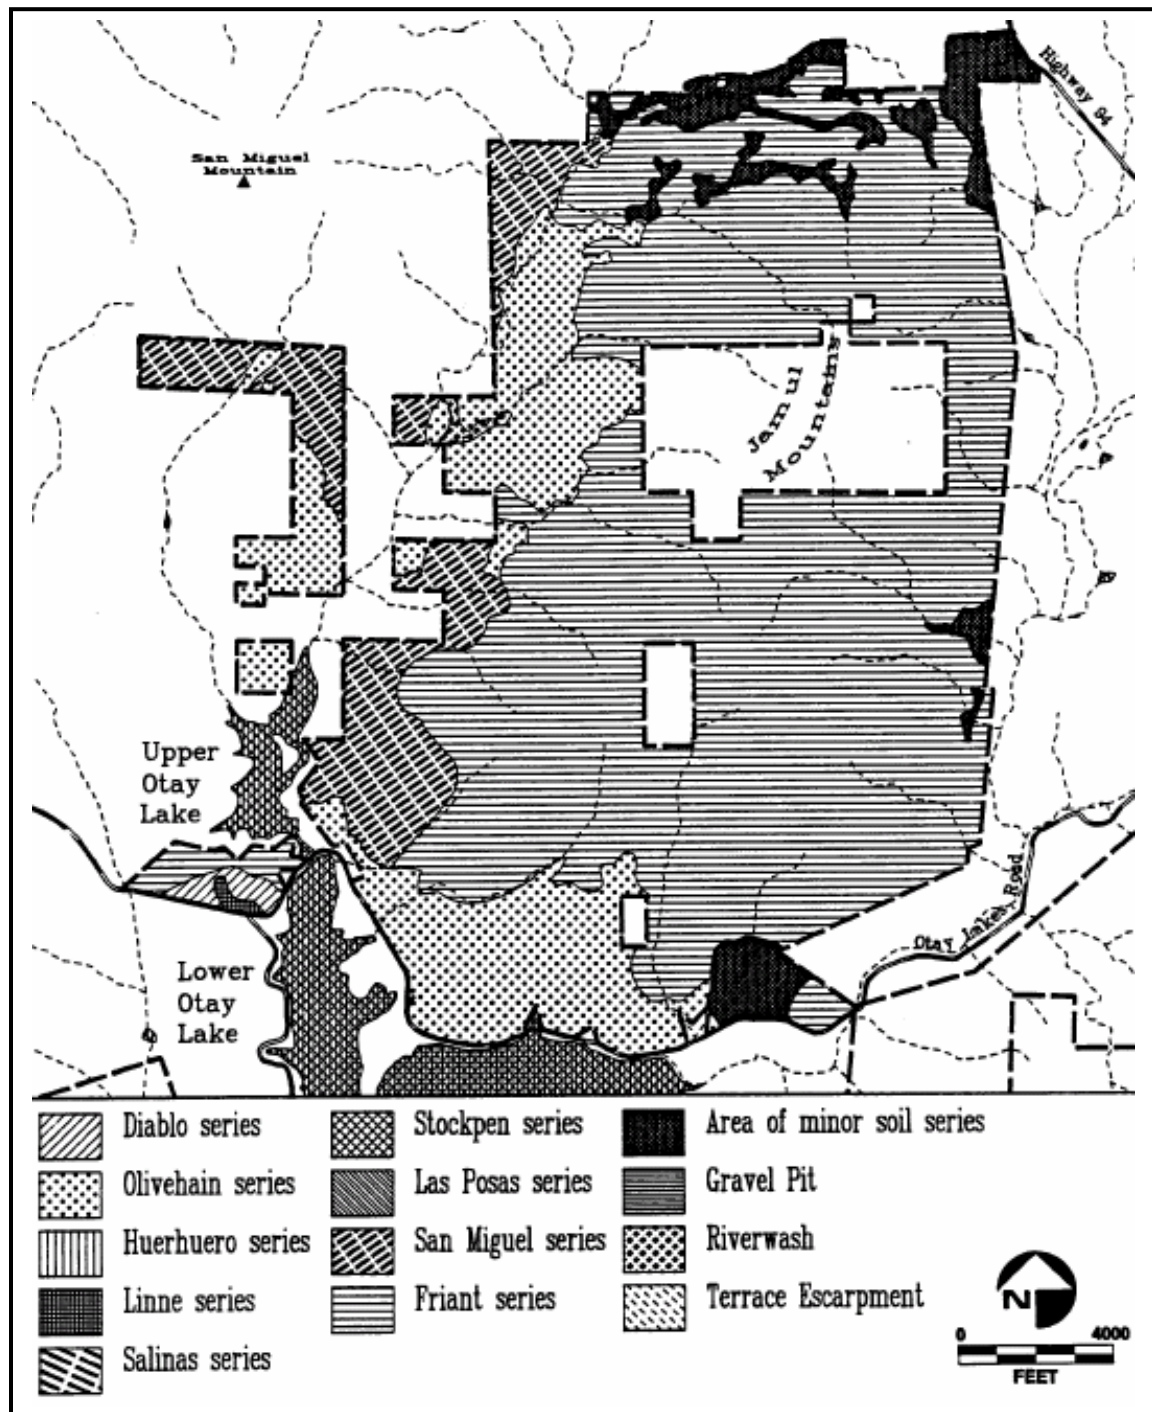 Highway 94
San Miguel
Mountain
Jamul
Mountains
Upper
Otay
Lake
Otay Lakes Road
Lower
Otay
Lake
Diablo series
Stockpen series
Area of minor soil series
Olivehain series
Las Posas series
Gravel Pit
Huerhuero series
San Miguel series
Riverwash
Linne series
Friant series
Terrace Escarpment
Salinas series
N
0 4000
FEET